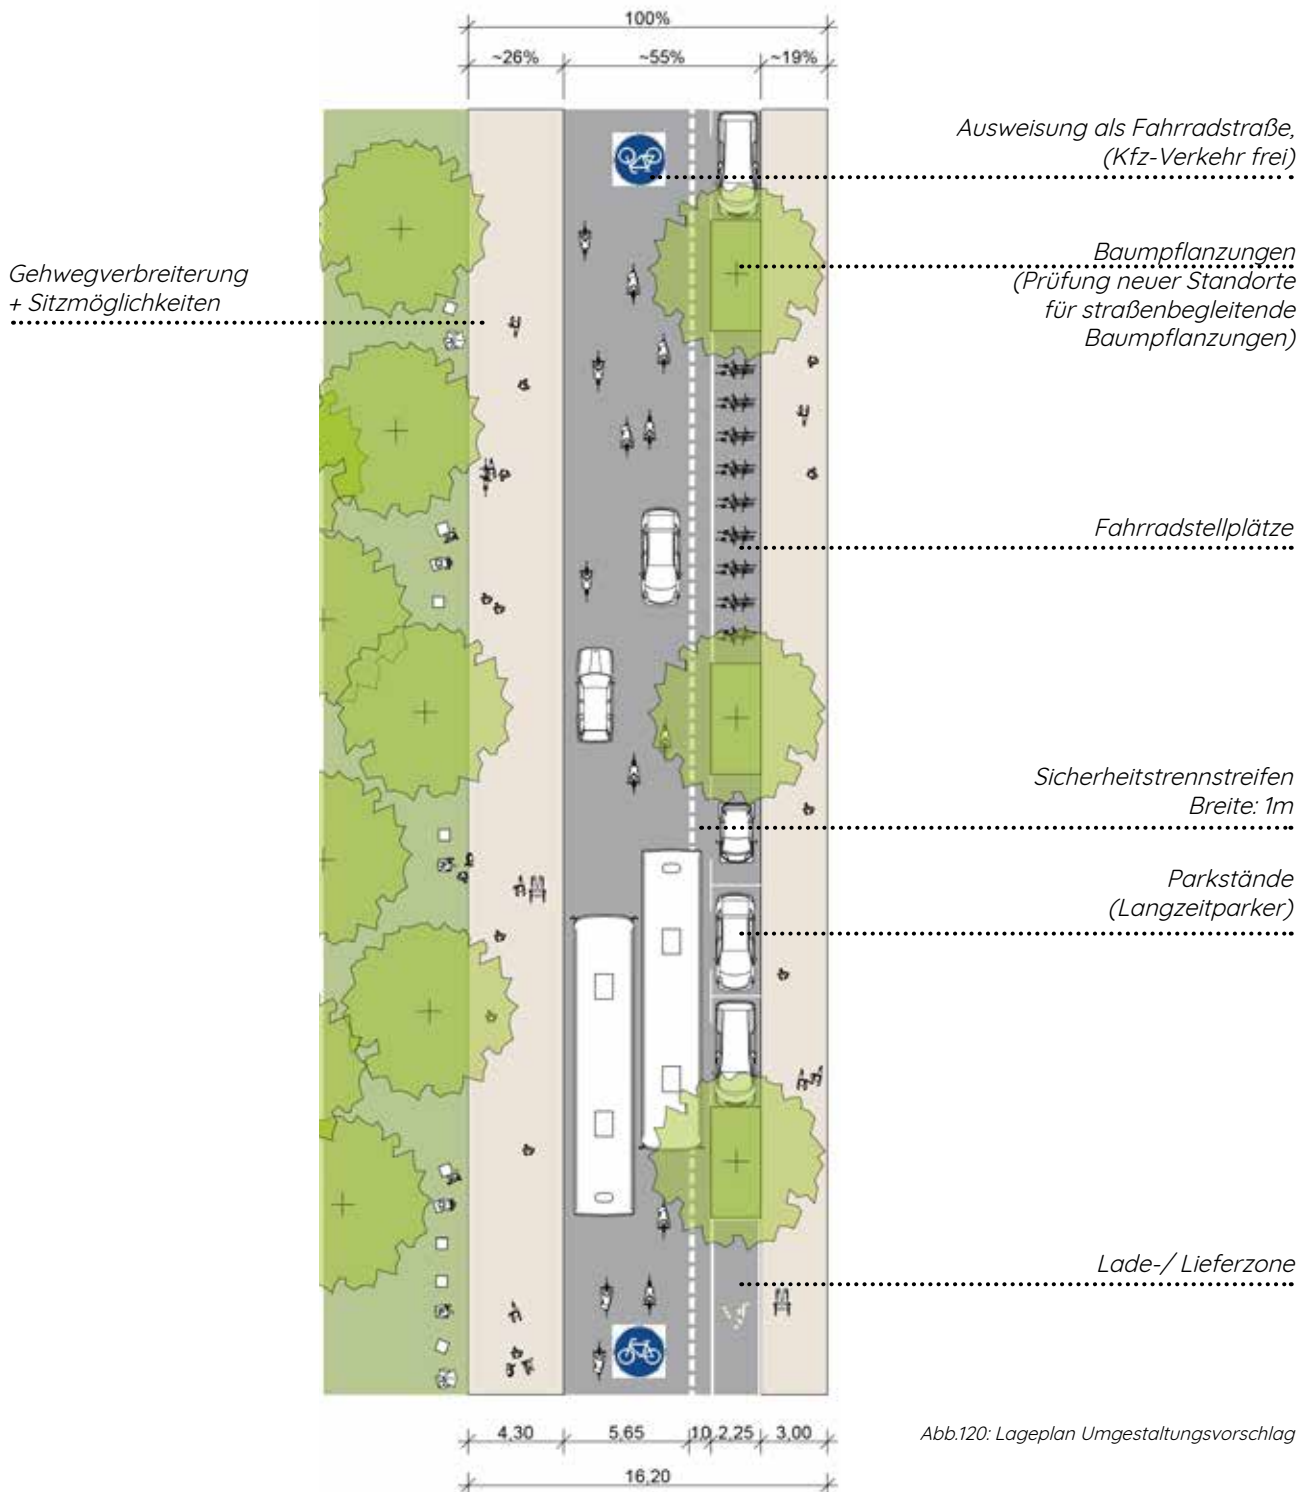 100%
~26% ~55% ~19%
Ausweisung als Fahrradstraße,
(Kfz-Verkehr frei)
Gehwegverbreiterung
+ Sitzmöglichkeiten
Baumpflanzungen
(Prüfung neuer Standorte
für straßenbegleitende
Baumpflanzungen)
Fahrradstellplätze
Sicherheitstrennstreifen
Breite: 1m
Parkstände
(Langzeitparker)
Lade-/ Lieferzone
4,30 5,65 10 2,25 3,00
16,20
Abb.120: Lageplan Umgestaltungsvorschlag